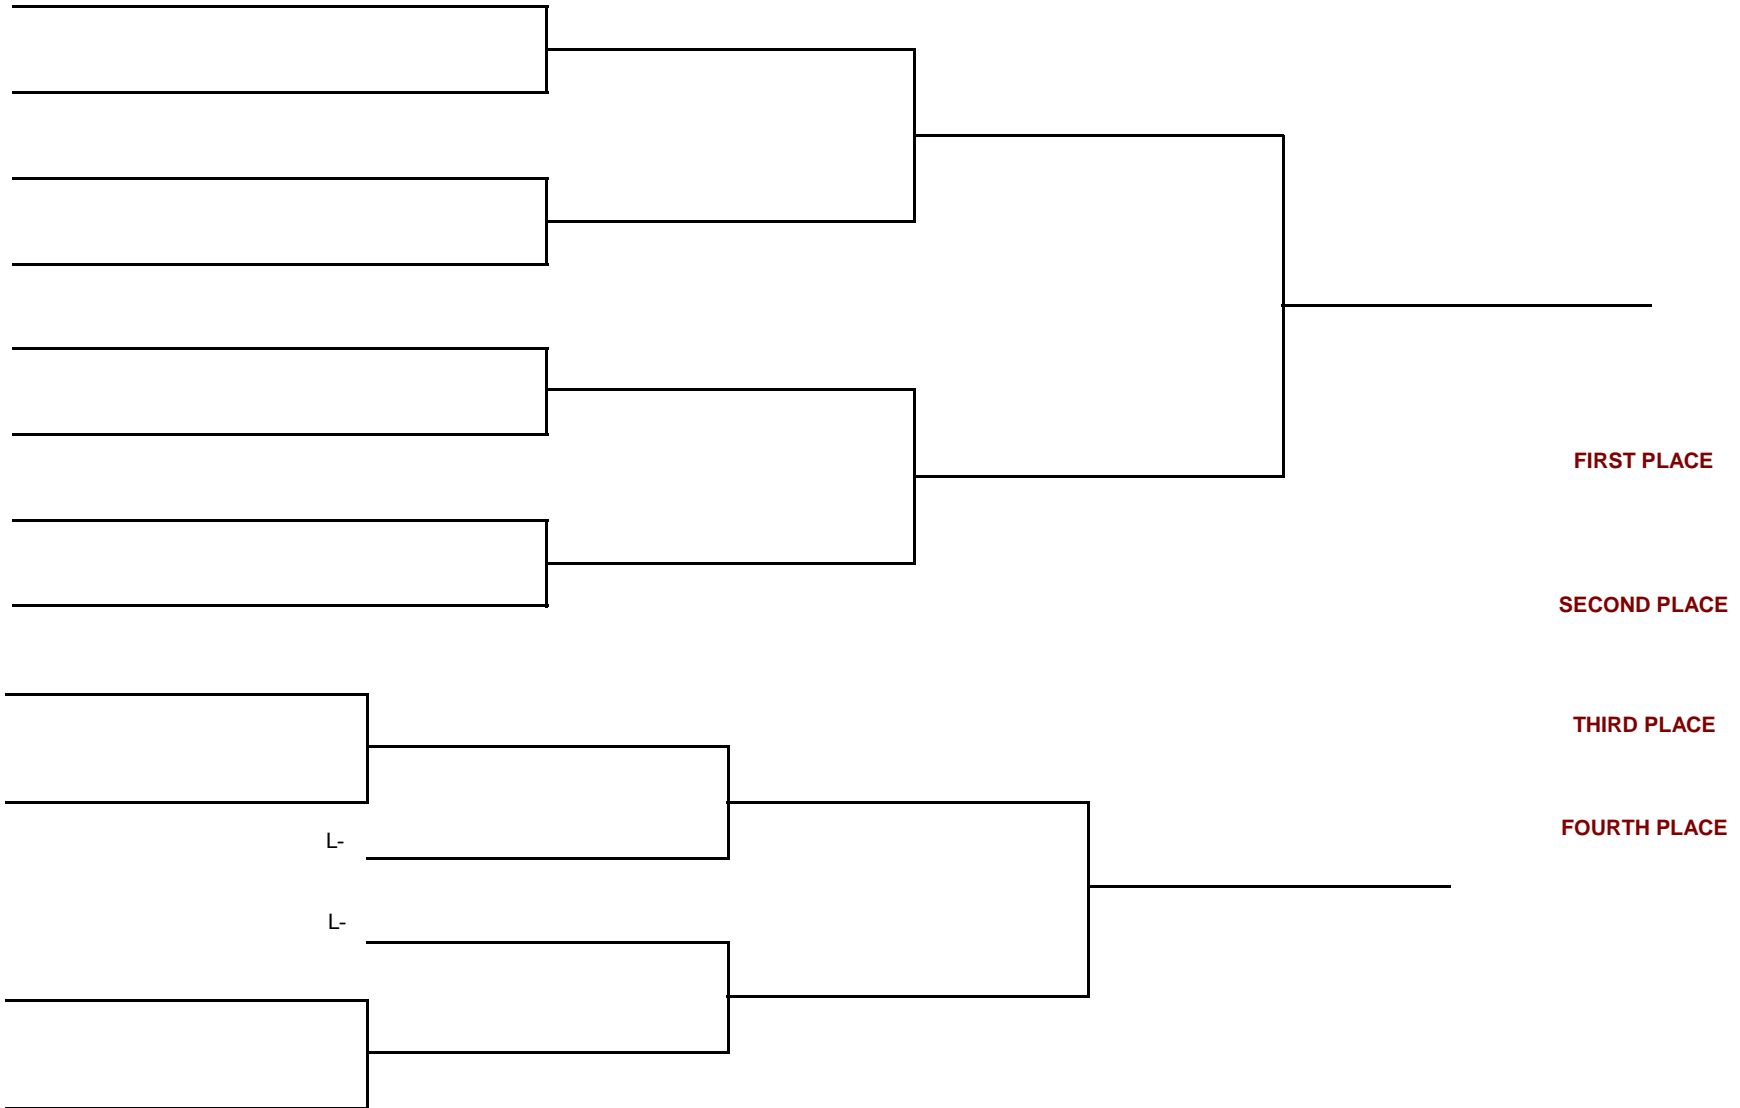 FIRST PLACE
SECOND PLACE
THIRD PLACE
FOURTH PLACE
L-
L-